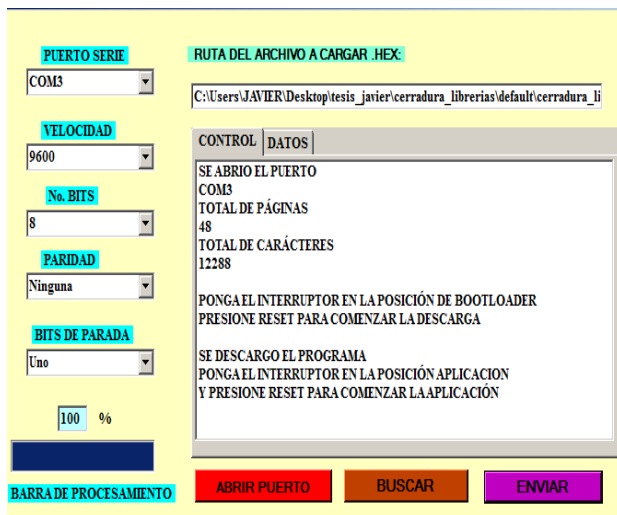 PUERTO SERIE
COM3
VELOCIDAD
9600
No. BITS
8
PARIDAD
Ninguna
BITS DE PARADA
Uno
100 %
BARRA DE PROCESAMIENTO
RUTA DEL ARCHIVO A CARGAR .HEX:
C:\Users\JAVIER\Desktop\tesis_javier\cerradura_librerias\default\cerradura_li
CONTROL DATOS
SE ABRIO EL PUERTO
COM3
TOTAL DE PÁGINAS
48
TOTAL DE CARÁCTERES
12288
PONGA EL INTERRUPTOR EN LA POSICIÓN DE BOOTLOADER
PRESIONE RESET PARA COMENZAR LA DESCARGA
SE DESCARGO EL PROGRAMA
PONGA EL INTERRUPTOR EN LA POSICIÓN APLICACION
Y PRESIONE RESET PARA COMENZAR LA APLICACIÓN
ABRIR PUERTO
BUSCAR
ENVIAR